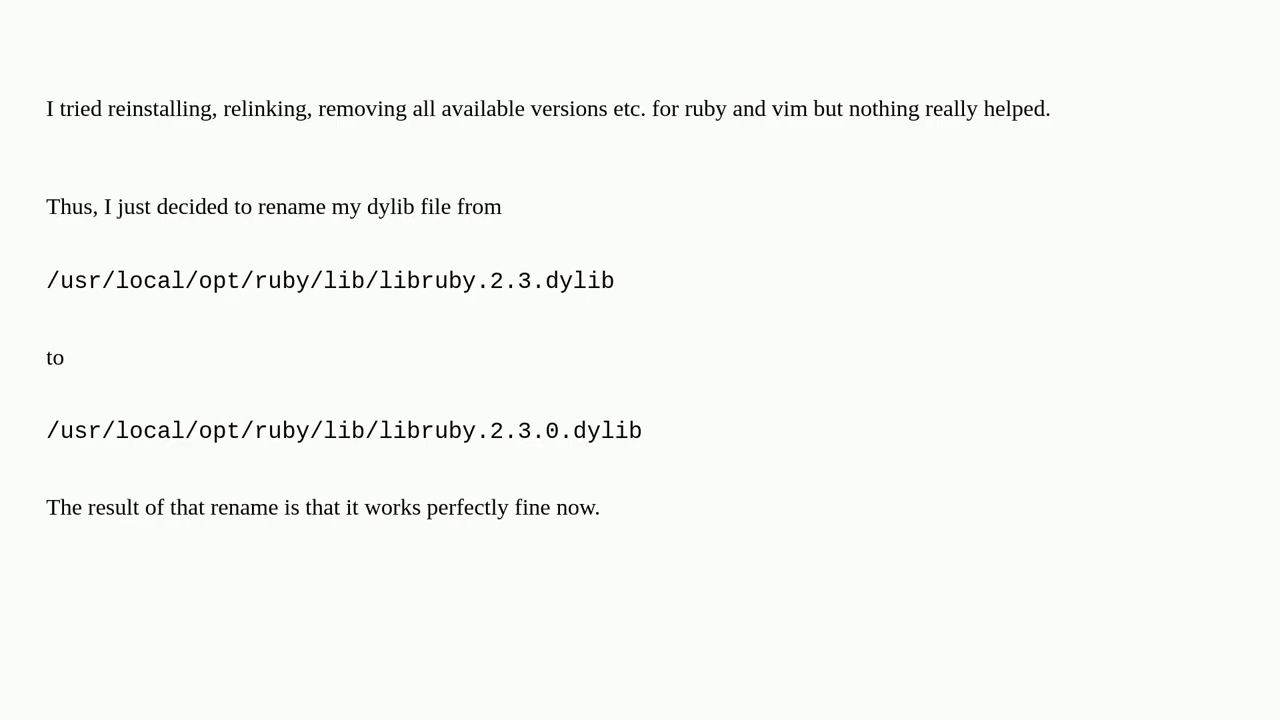 I tried reinstalling, relinking, removing all available versions etc. for ruby and vim but nothing really helped.
Thus, I just decided to rename my dylib file from
/usr/local/opt/ruby/lib/libruby.2.3.dylib
to
/usr/local/opt/ruby/lib/libruby.2.3.0.dylib
The result of that rename is that it works perfectly fine now.